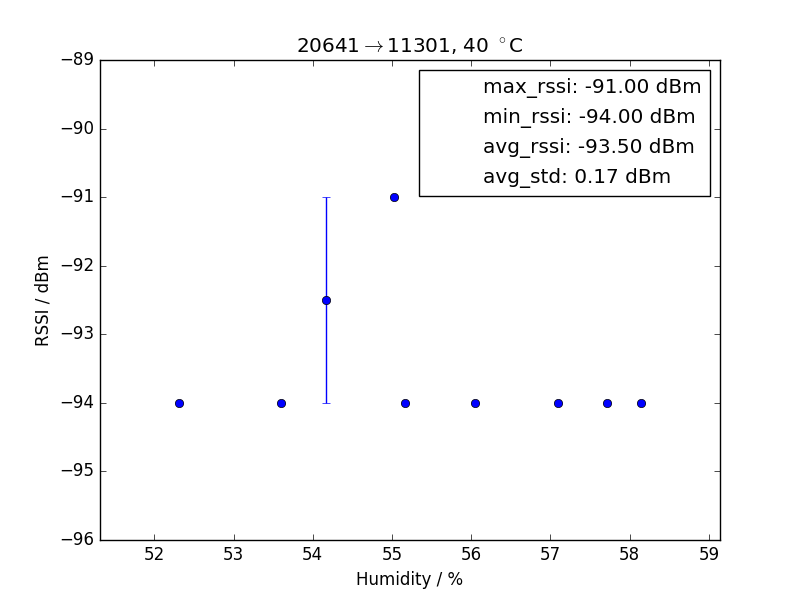 20641→11301, 40 °C
max_rssi: -91.00 dBm
min_rssi: -94.00 dBm
avg_rssi: -93.50 dBm
avg_std: 0.17 dBm
−89
−90
−91
−92
−93
−94
−95
−96
RSSI / dBm
52 53 54 55 56 57 58 59
Humidity / %